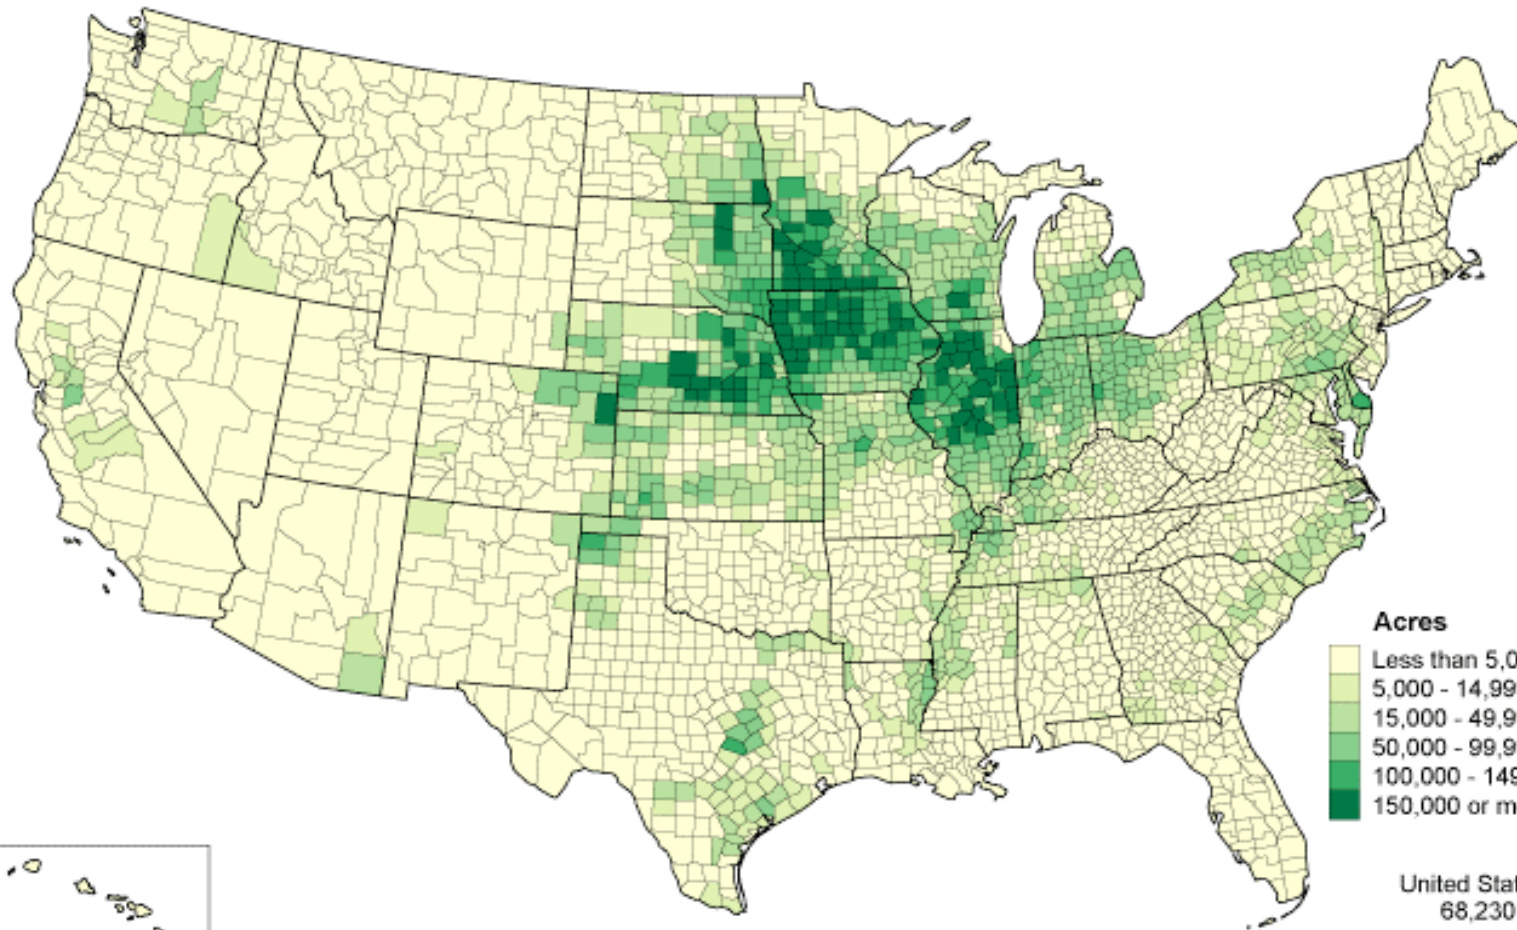 Acres
Less than 5,0
5,000 - 14,99
15,000 - 49,9
50,000 - 99,9
100,000 - 149
150,000 or m
United Stat
68,230